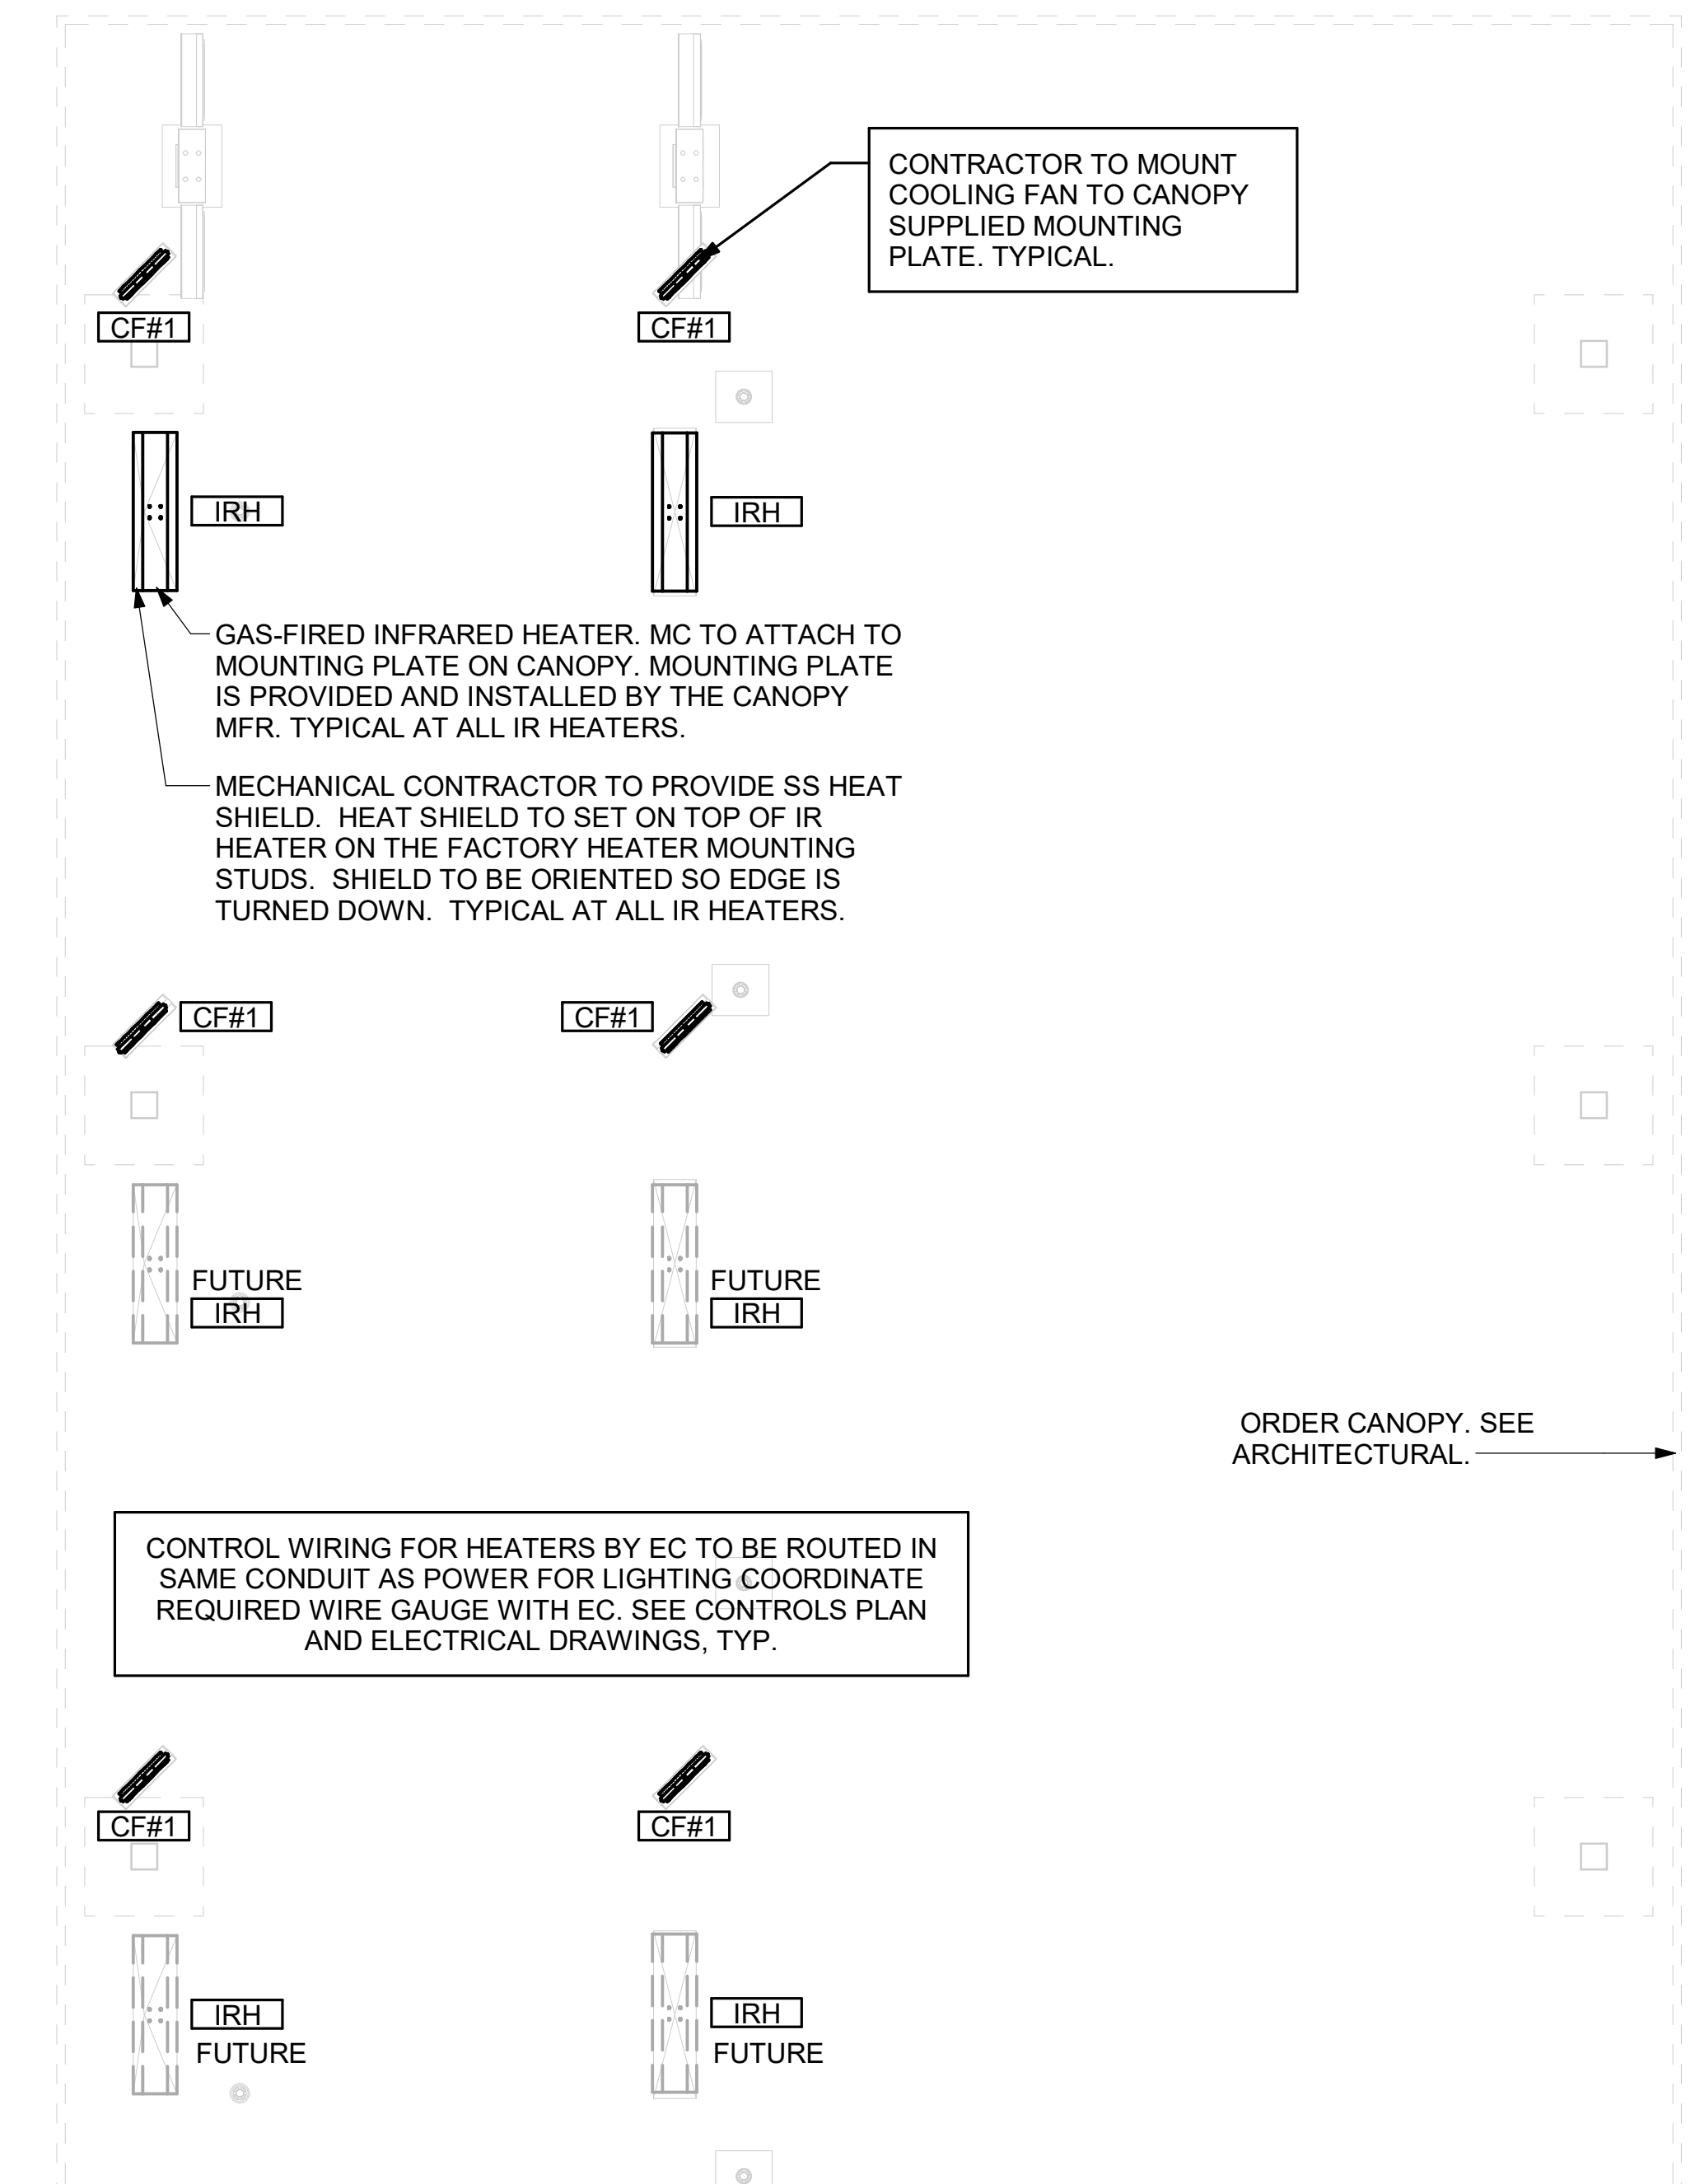 CONTRACTOR TO MOUNT
COOLING FAN TO CANOPY
SUPPLIED MOUNTING
PLATE. TYPICAL.
CF#1
CF#1
IRH
IRH
GAS-FIRED INFRARED HEATER. MC TO ATTACH TO
MOUNTING PLATE ON CANOPY. MOUNTING PLATE
IS PROVIDED AND INSTALLED BY THE CANOPY
MFR. TYPICAL AT ALL IR HEATERS.
MECHANICAL CONTRACTOR TO PROVIDE SS HEAT
SHIELD. HEAT SHIELD TO SET ON TOP OF IR
HEATER ON THE FACTORY HEATER MOUNTING
STUDS. SHIELD TO BE ORIENTED SO EDGE IS
TURNED DOWN. TYPICAL AT ALL IR HEATERS.
CF#1
CF#1
FUTURE
IRH
FUTURE
IRH
ORDER CANOPY. SEE
ARCHITECTURAL.
CONTROL WIRING FOR HEATERS BY EC TO BE ROUTED IN
SAME CONDUIT AS POWER FOR LIGHTING COORDINATE
REQUIRED WIRE GAUGE WITH EC. SEE CONTROLS PLAN
AND ELECTRICAL DRAWINGS, TYP.
CF#1
CF#1
IRH
FUTURE
IRH
FUTURE